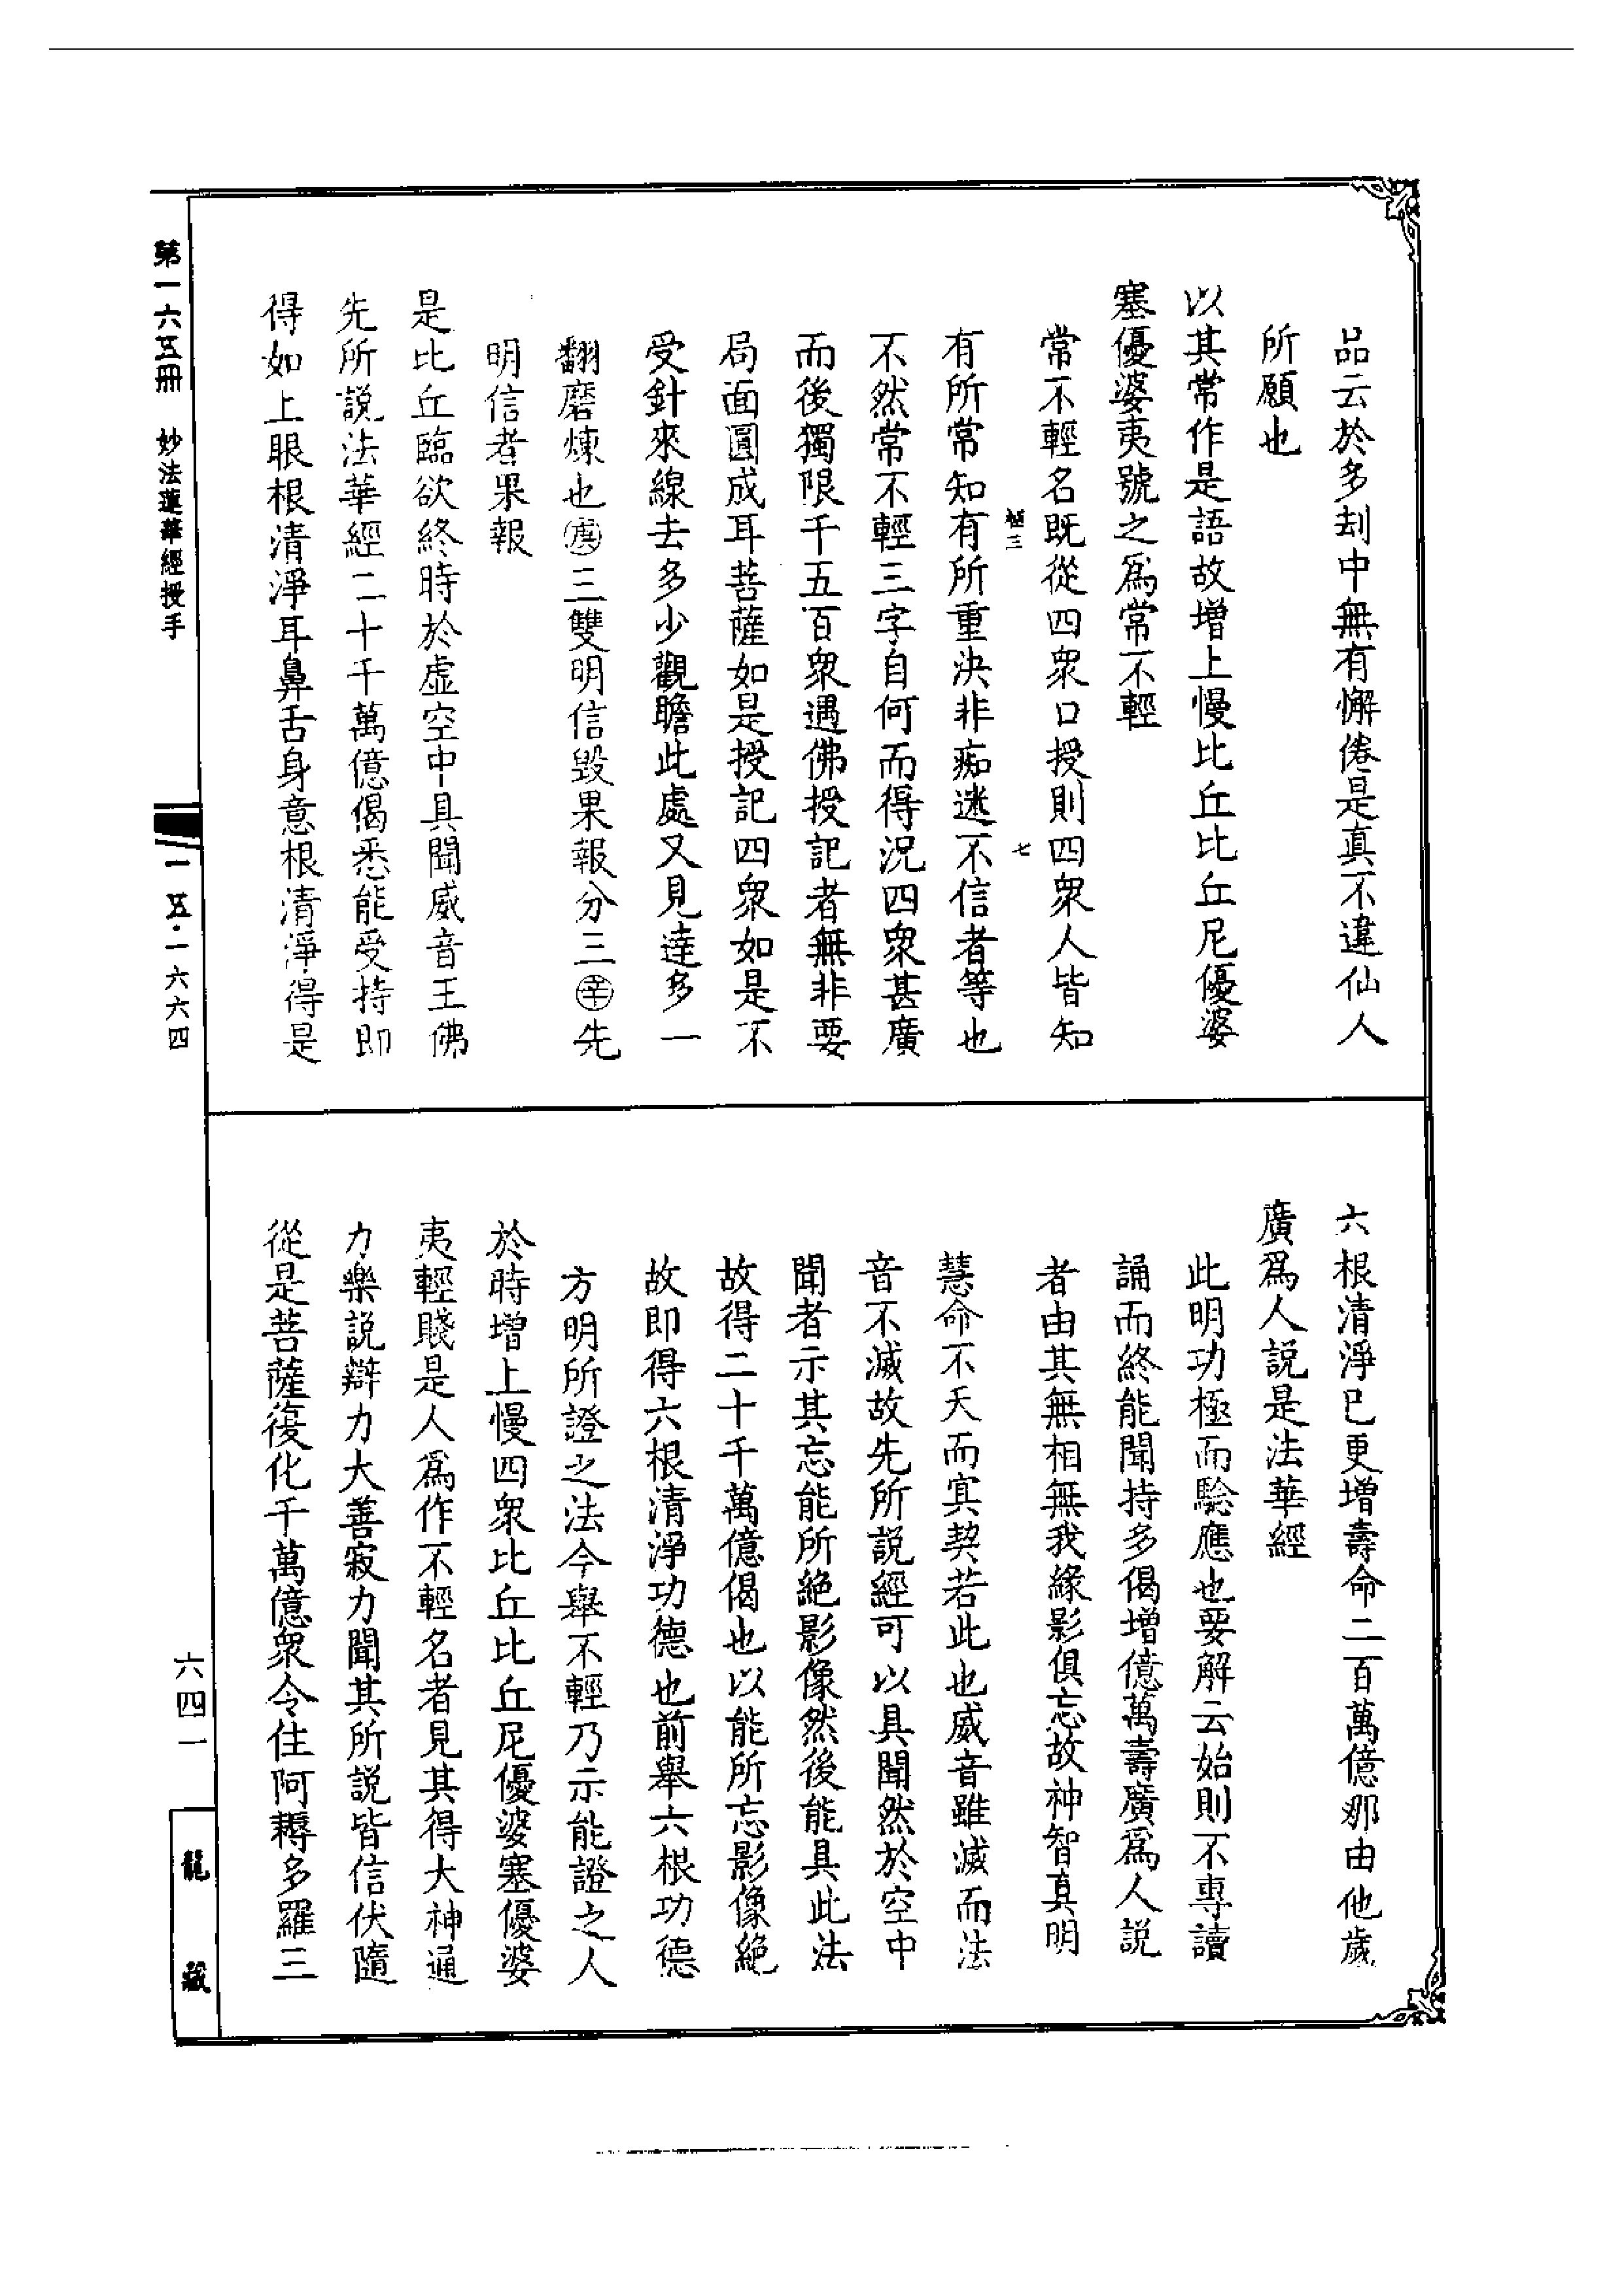 品云於多刦中無有懈倦是真不違仙人
所願也
以其常作是語故增上慢比丘比丘尼優婆
塞優婆夷號之爲常不輕
常不輕名既從四衆口授則四衆人皆知
三 七
有所常知有所重決非痴迷不信者等也
不然常不輕三字自何而得況四衆甚廣
而後獨限千五百衆遇佛授記者無非要
局面圓成耳菩薩如是授記四衆如是不
受針來線去多少觀瞻此處又見達多一
翻磨煉也㊞三雙明信毀果報分三㊛先
明信者果報
是比丘臨欲終時於虛空中具聞威音王佛
先所説法華經二十千萬億偈悉能受持即
得如上眼根清淨耳鼻舌身意根清淨得是
六根清淨巳更增壽命二百萬億那由他歲
廣爲人説是法華經
此明功極而驗應也要解云始則不專讀
誦而終能聞持多偈增億萬壽廣爲人説
者由其無相無我緣影俱忘故神智真明
慧命不夭而冥契若此也威音雖滅而法
音不滅故先所説經可以具聞然於空中
聞者示其忘能所絶影像然後能具此法
故得二十千萬億偈也以能所忘影像絶
故即得六根清淨功德也前舉六根功德
方明所證之法今舉不輕乃示能證之人
於時增上慢四衆比丘比丘尼優婆塞優婆
夷輕賤是人爲作不輕名者見其得大神通
力樂説辯力大善寂力聞其所説皆信伏隨
從是菩薩復化千萬億衆令住阿耨多羅三
第一六五冊 妙法蓮華經授手
一五·一六六四
六四一
龍藏